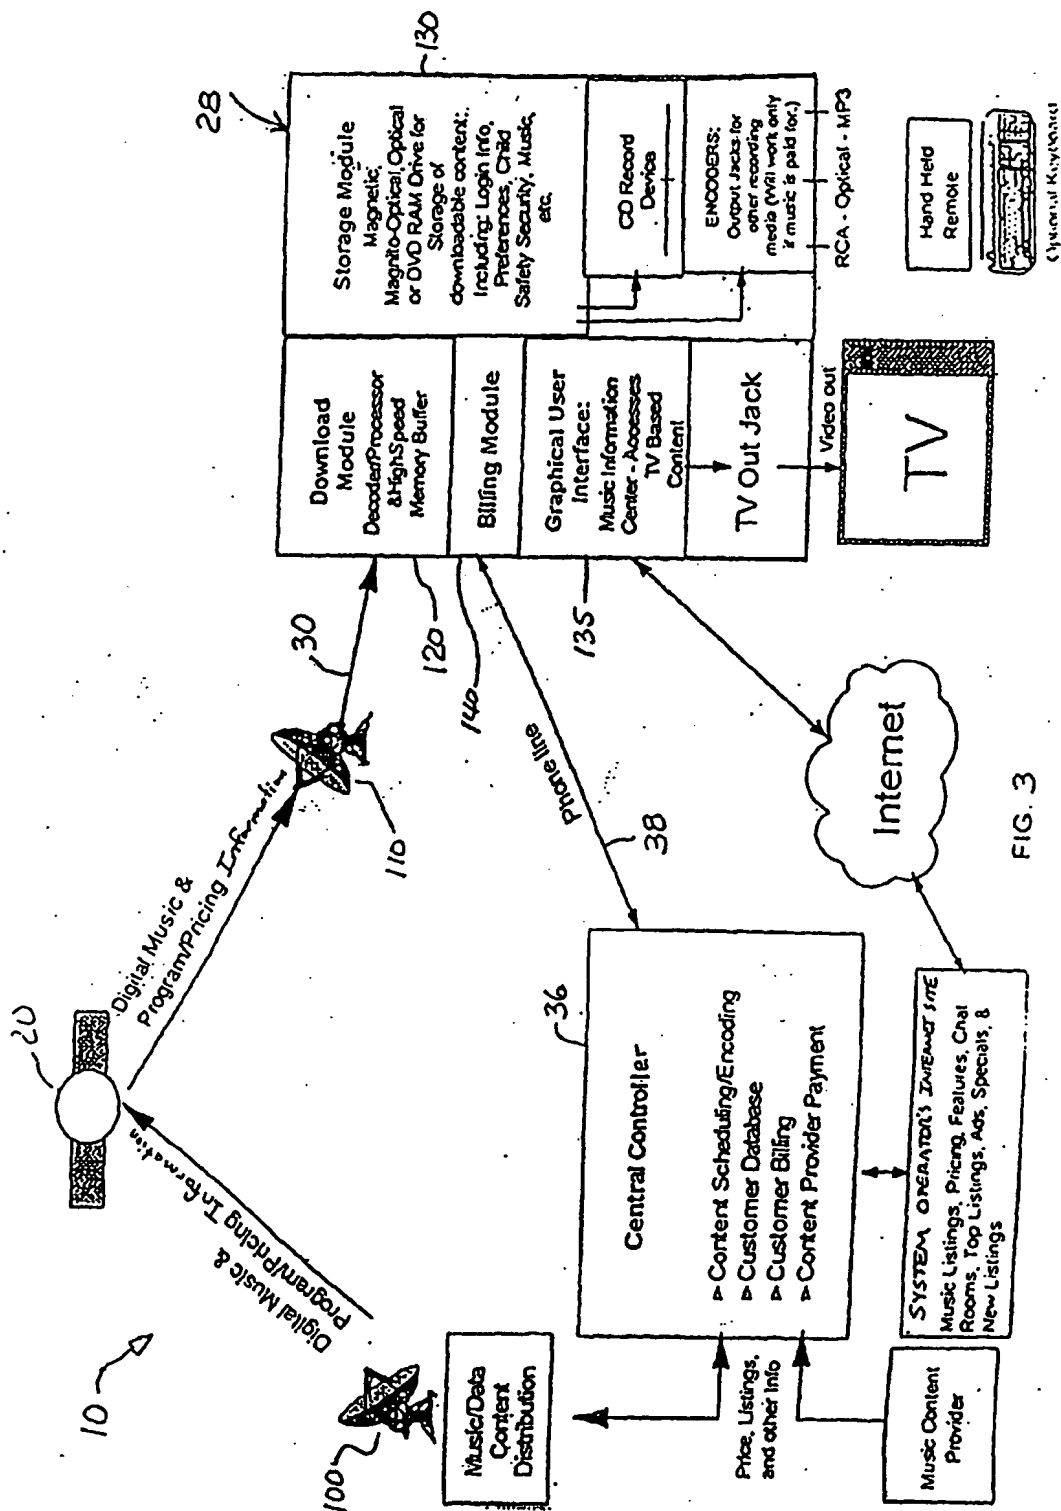 10
20
Digital Music &
Program/Pricing Information
Digital Music &
Program/Pricing Information
100
Music/Data
Content
Distribution
110
30
120
140
135
28
130
Download
Module
Decoder/Processor
& High Speed
Memory Buffer
Billing Module
Graphical User
Interface:
Music Information
Center - Accesses
TV Based
Content
TV Out Jack
Video out
TV
Storage Module
Magnetic,
Magnito-Optical, Optical
or DVD RAM Drive for
Storage of
downloadable content:
Including: Login Info,
Preferences, Child
Safety Security, Music,
etc.
CD Record
Device
ENCODERS:
Output Jacks for
other recording
media (Will work only
if music is paid for.)
RCA - Optical - MP3
Hand Held
Remote
Optional Keyboard
Phone line
38
36
Central Controller
▻ Content Scheduling/Encoding
▻ Customer Database
▻ Customer Billing
▻ Content Provider Payment
Price, Listings,
and other Info
Music Content
Provider
SYSTEM OPERATOR'S INTERNET SITE
Music Listings, Pricing, Features, Chat
Rooms, Top Listings, Ads, Specials, &
New Listings
Internet
FIG. 3